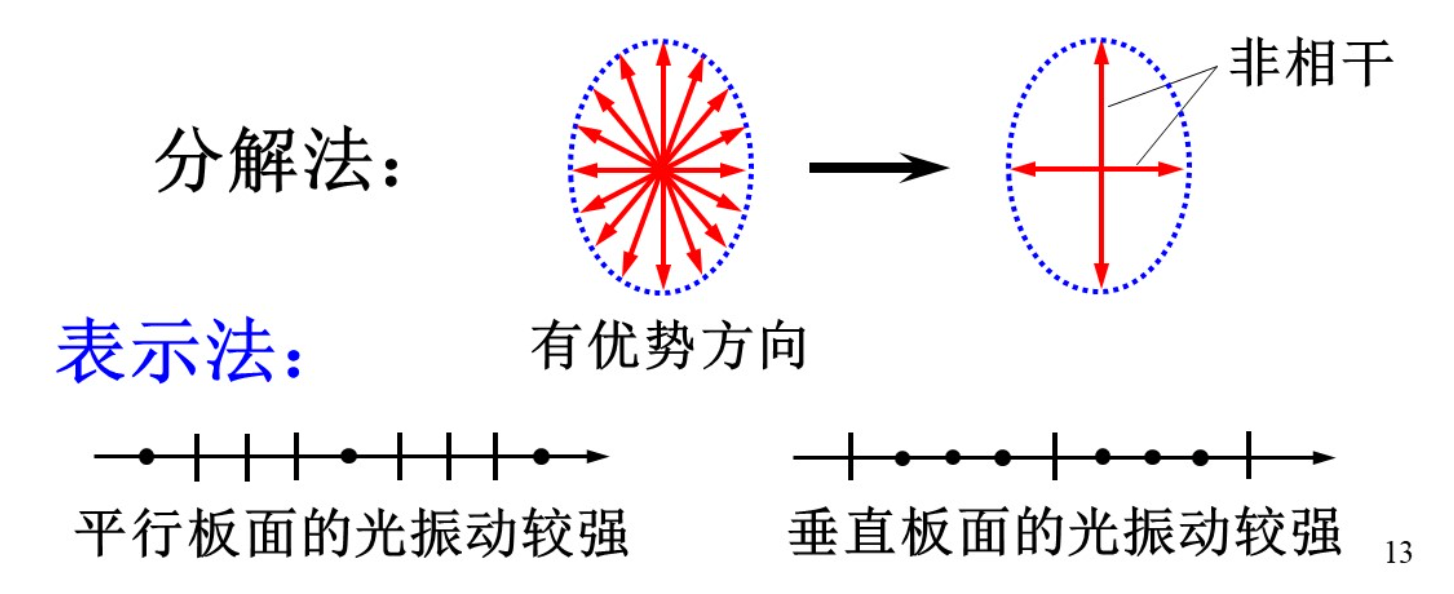 非相干
分解法：
有优势方向
表示法：
平行板面的光振动较强
垂直板面的光振动较强
13